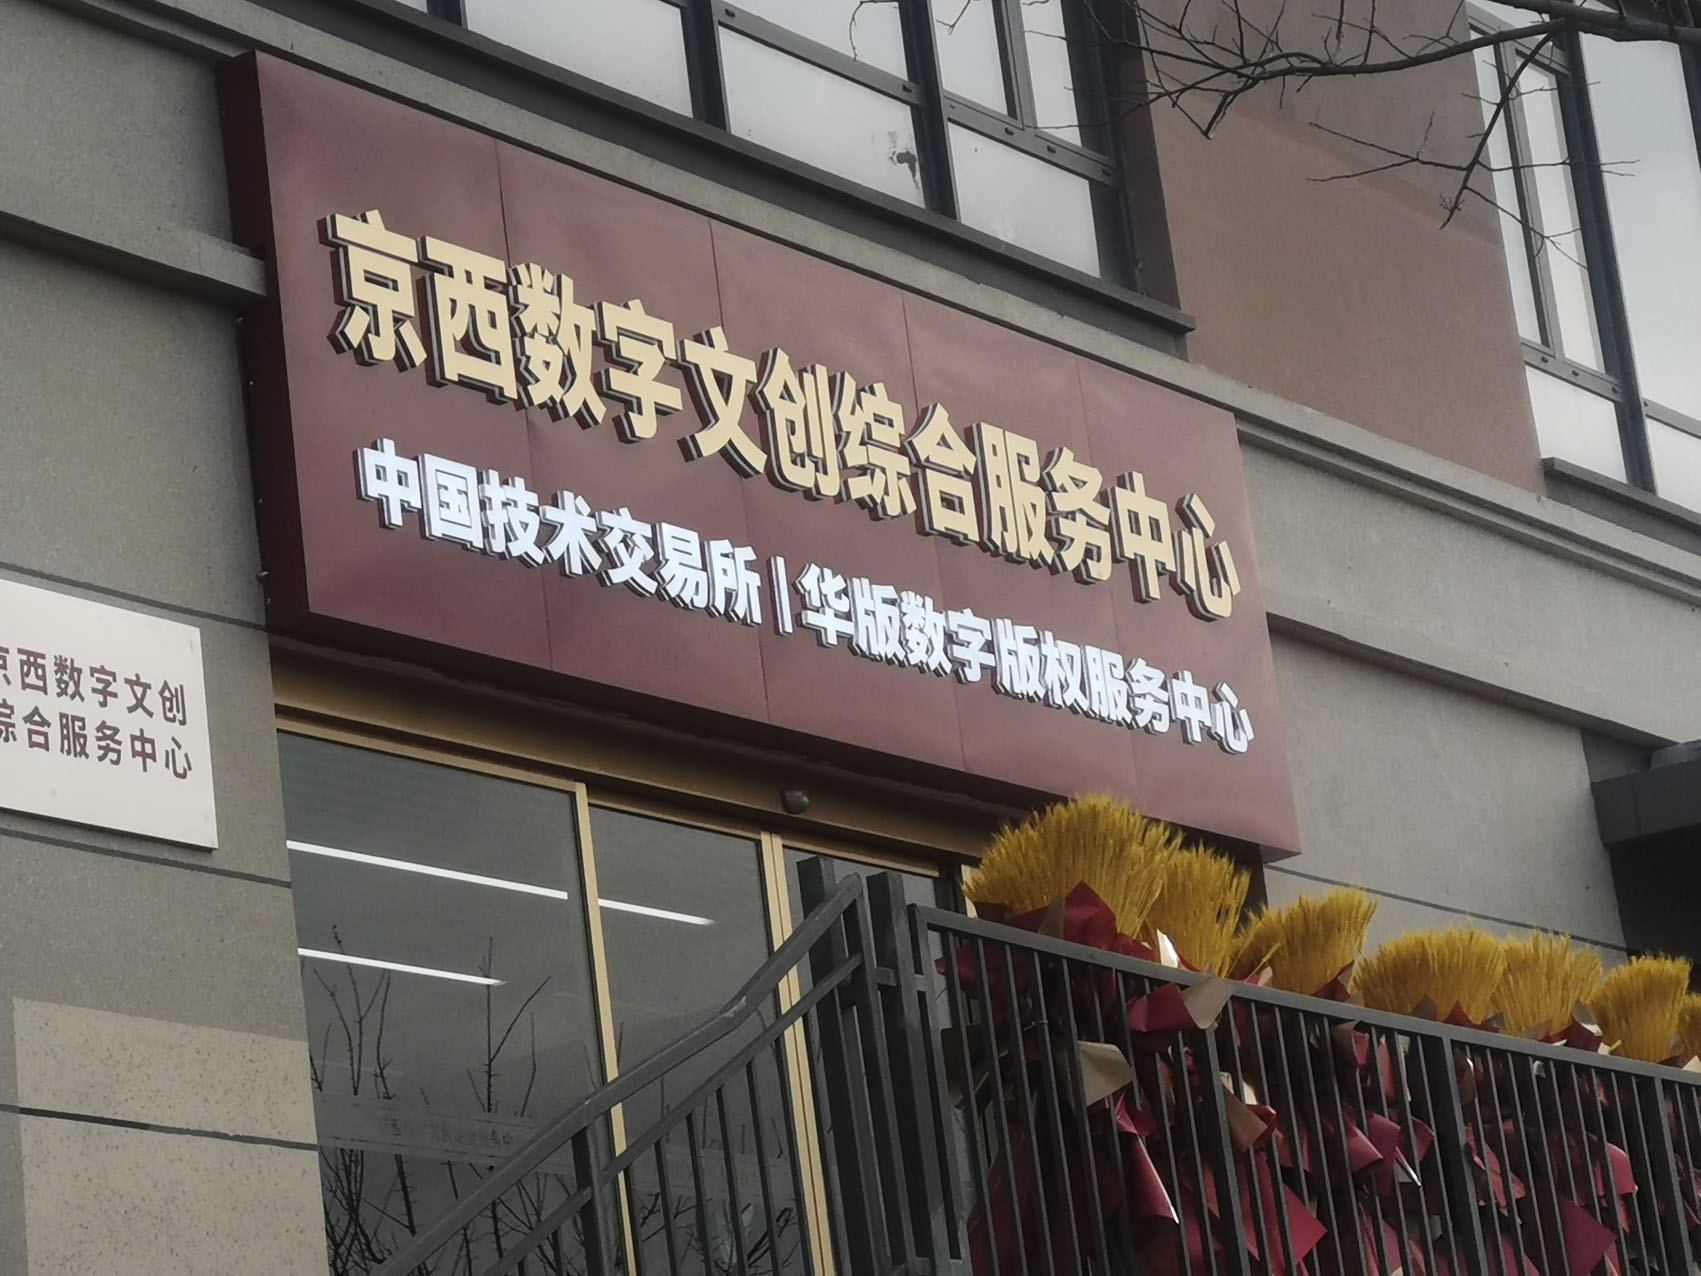 京西数字文创综合服务中心
中国技术交易所 | 华版数字版权服务中心
京西数字文创
综合服务中心